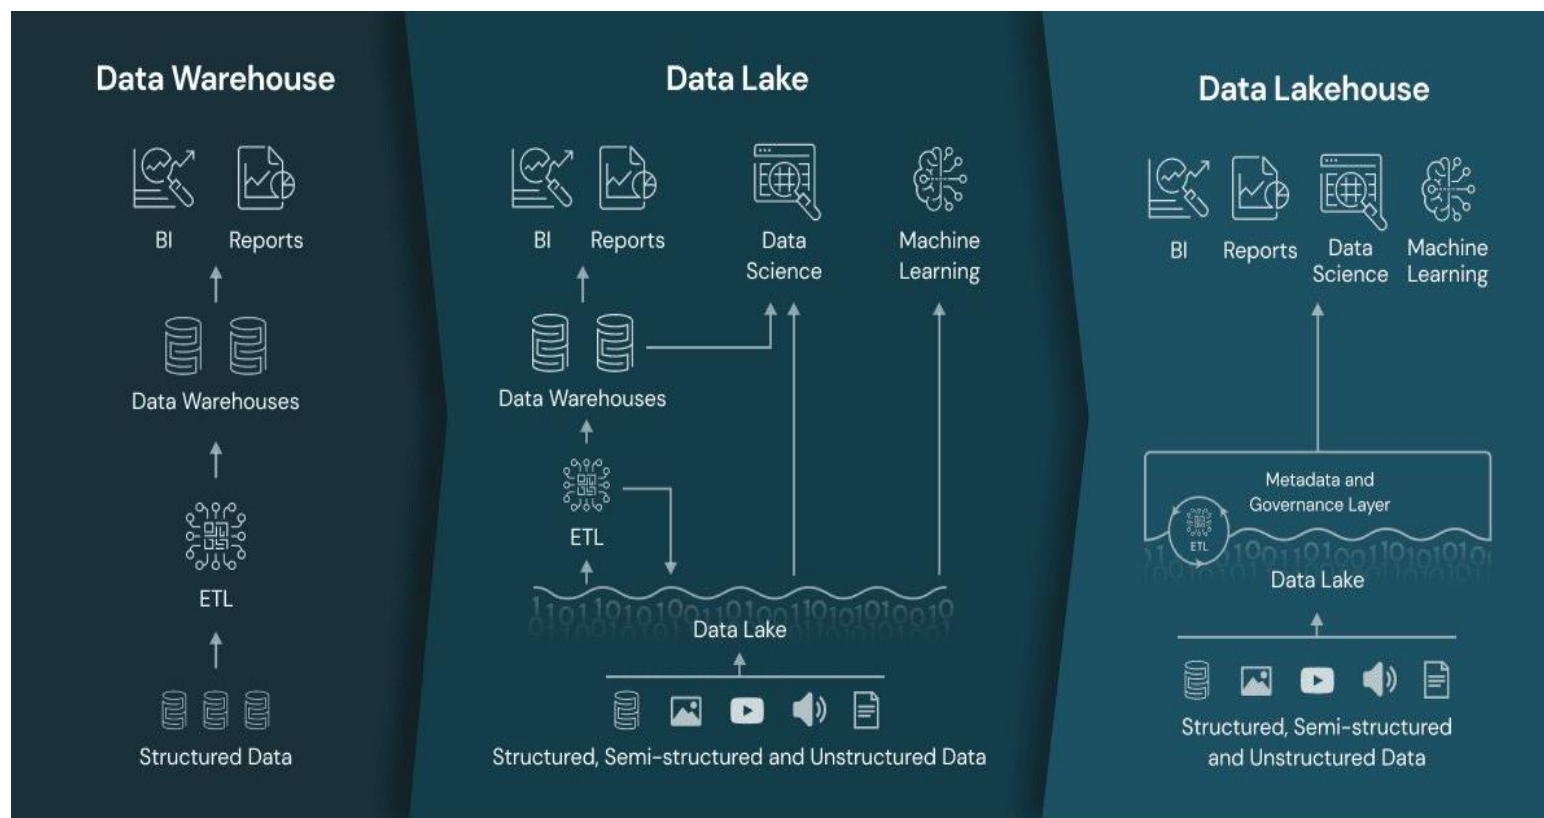 Data Warehouse
BI
Reports
Data Warehouses
ETL
Structured Data
Data Lake
BI
Reports
Data
Science
Machine
Learning
Data Warehouses
ETL
Data Lake
Structured, Semi-structured and Unstructured Data
Data Lakehouse
BI
Reports
Data
Science
Machine
Learning
Metadata and
Governance Layer
ETL
Data Lake
Structured, Semi-structured
and Unstructured Data